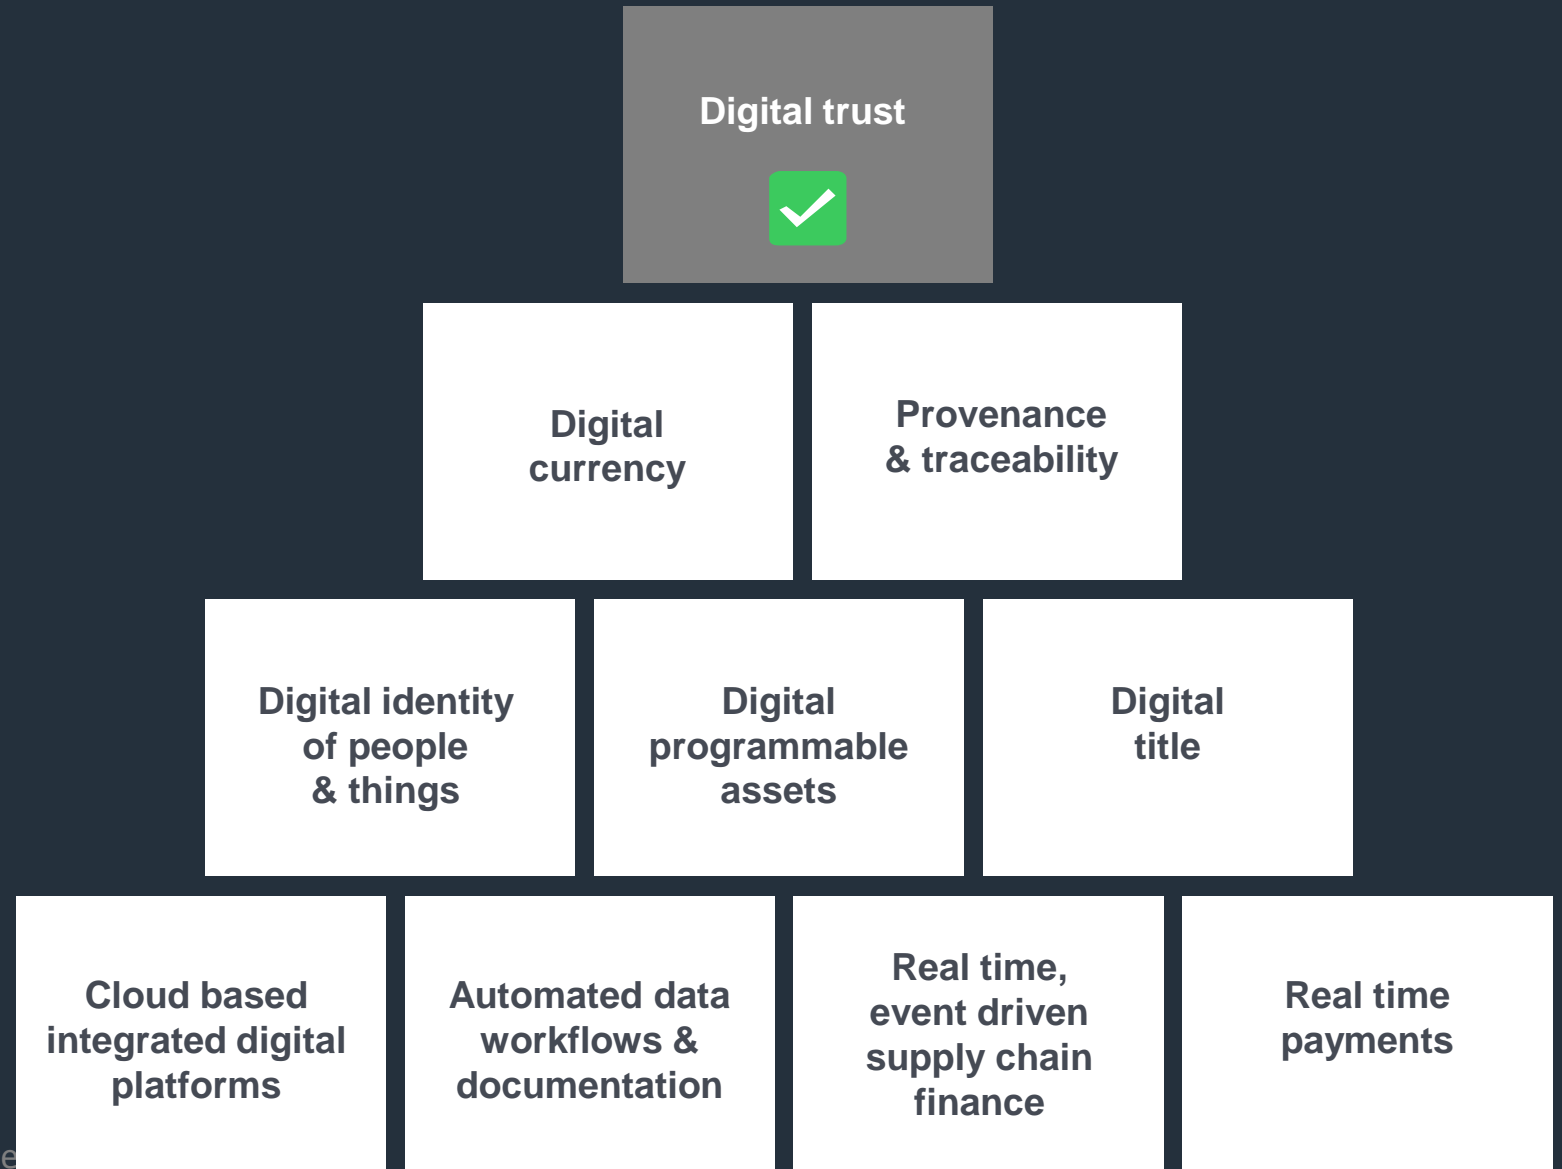 Digital trust
Digital
currency
Provenance
& traceability
Digital identity
of people
& things
Digital
programmable
assets
Digital
title
Cloud based
integrated digital
platforms
Automated data
workflows &
documentation
Real time,
event driven
supply chain
finance
Real time
payments